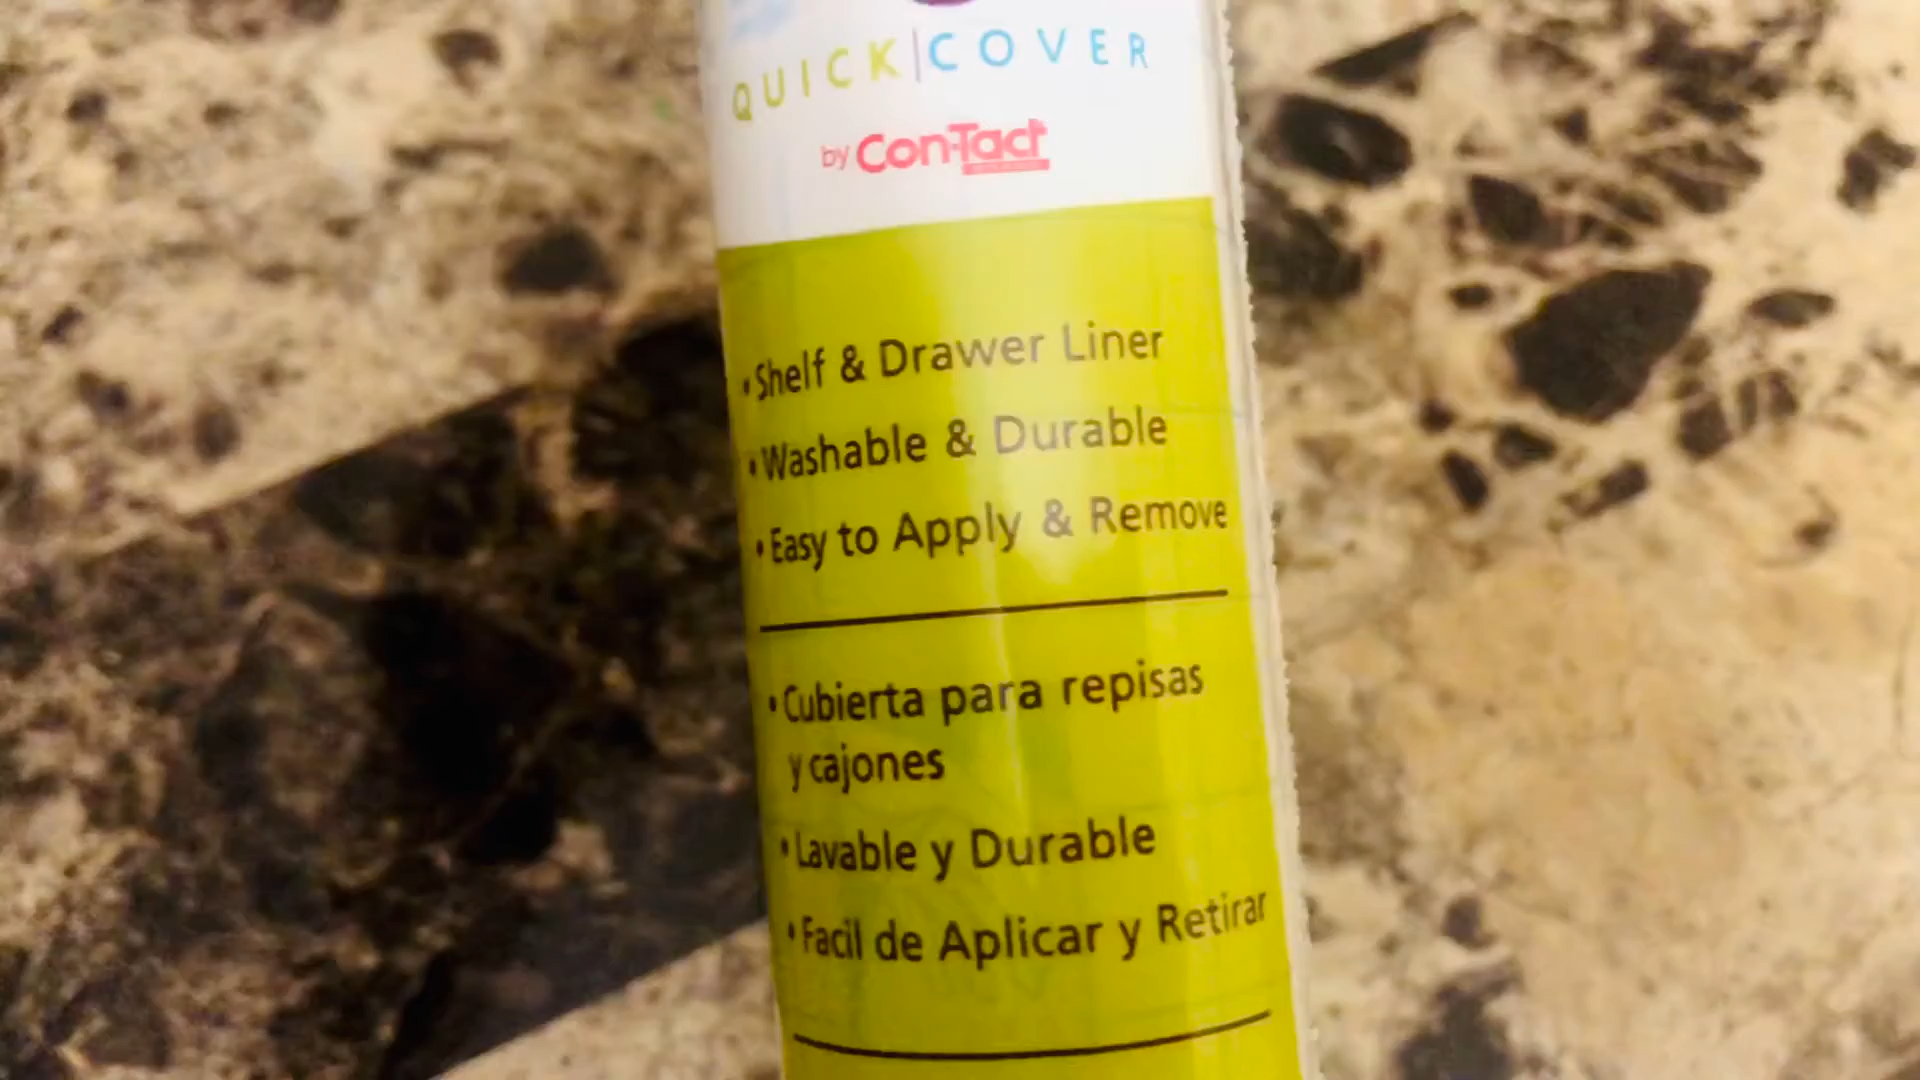 QUICK|COVER
by Con-Tact
• Shelf & Drawer Liner
• Washable & Durable
• Easy to Apply & Remove
• Cubierta para repisas
y cajones
• Lavable y Durable
• Facil de Aplicar y Retirar